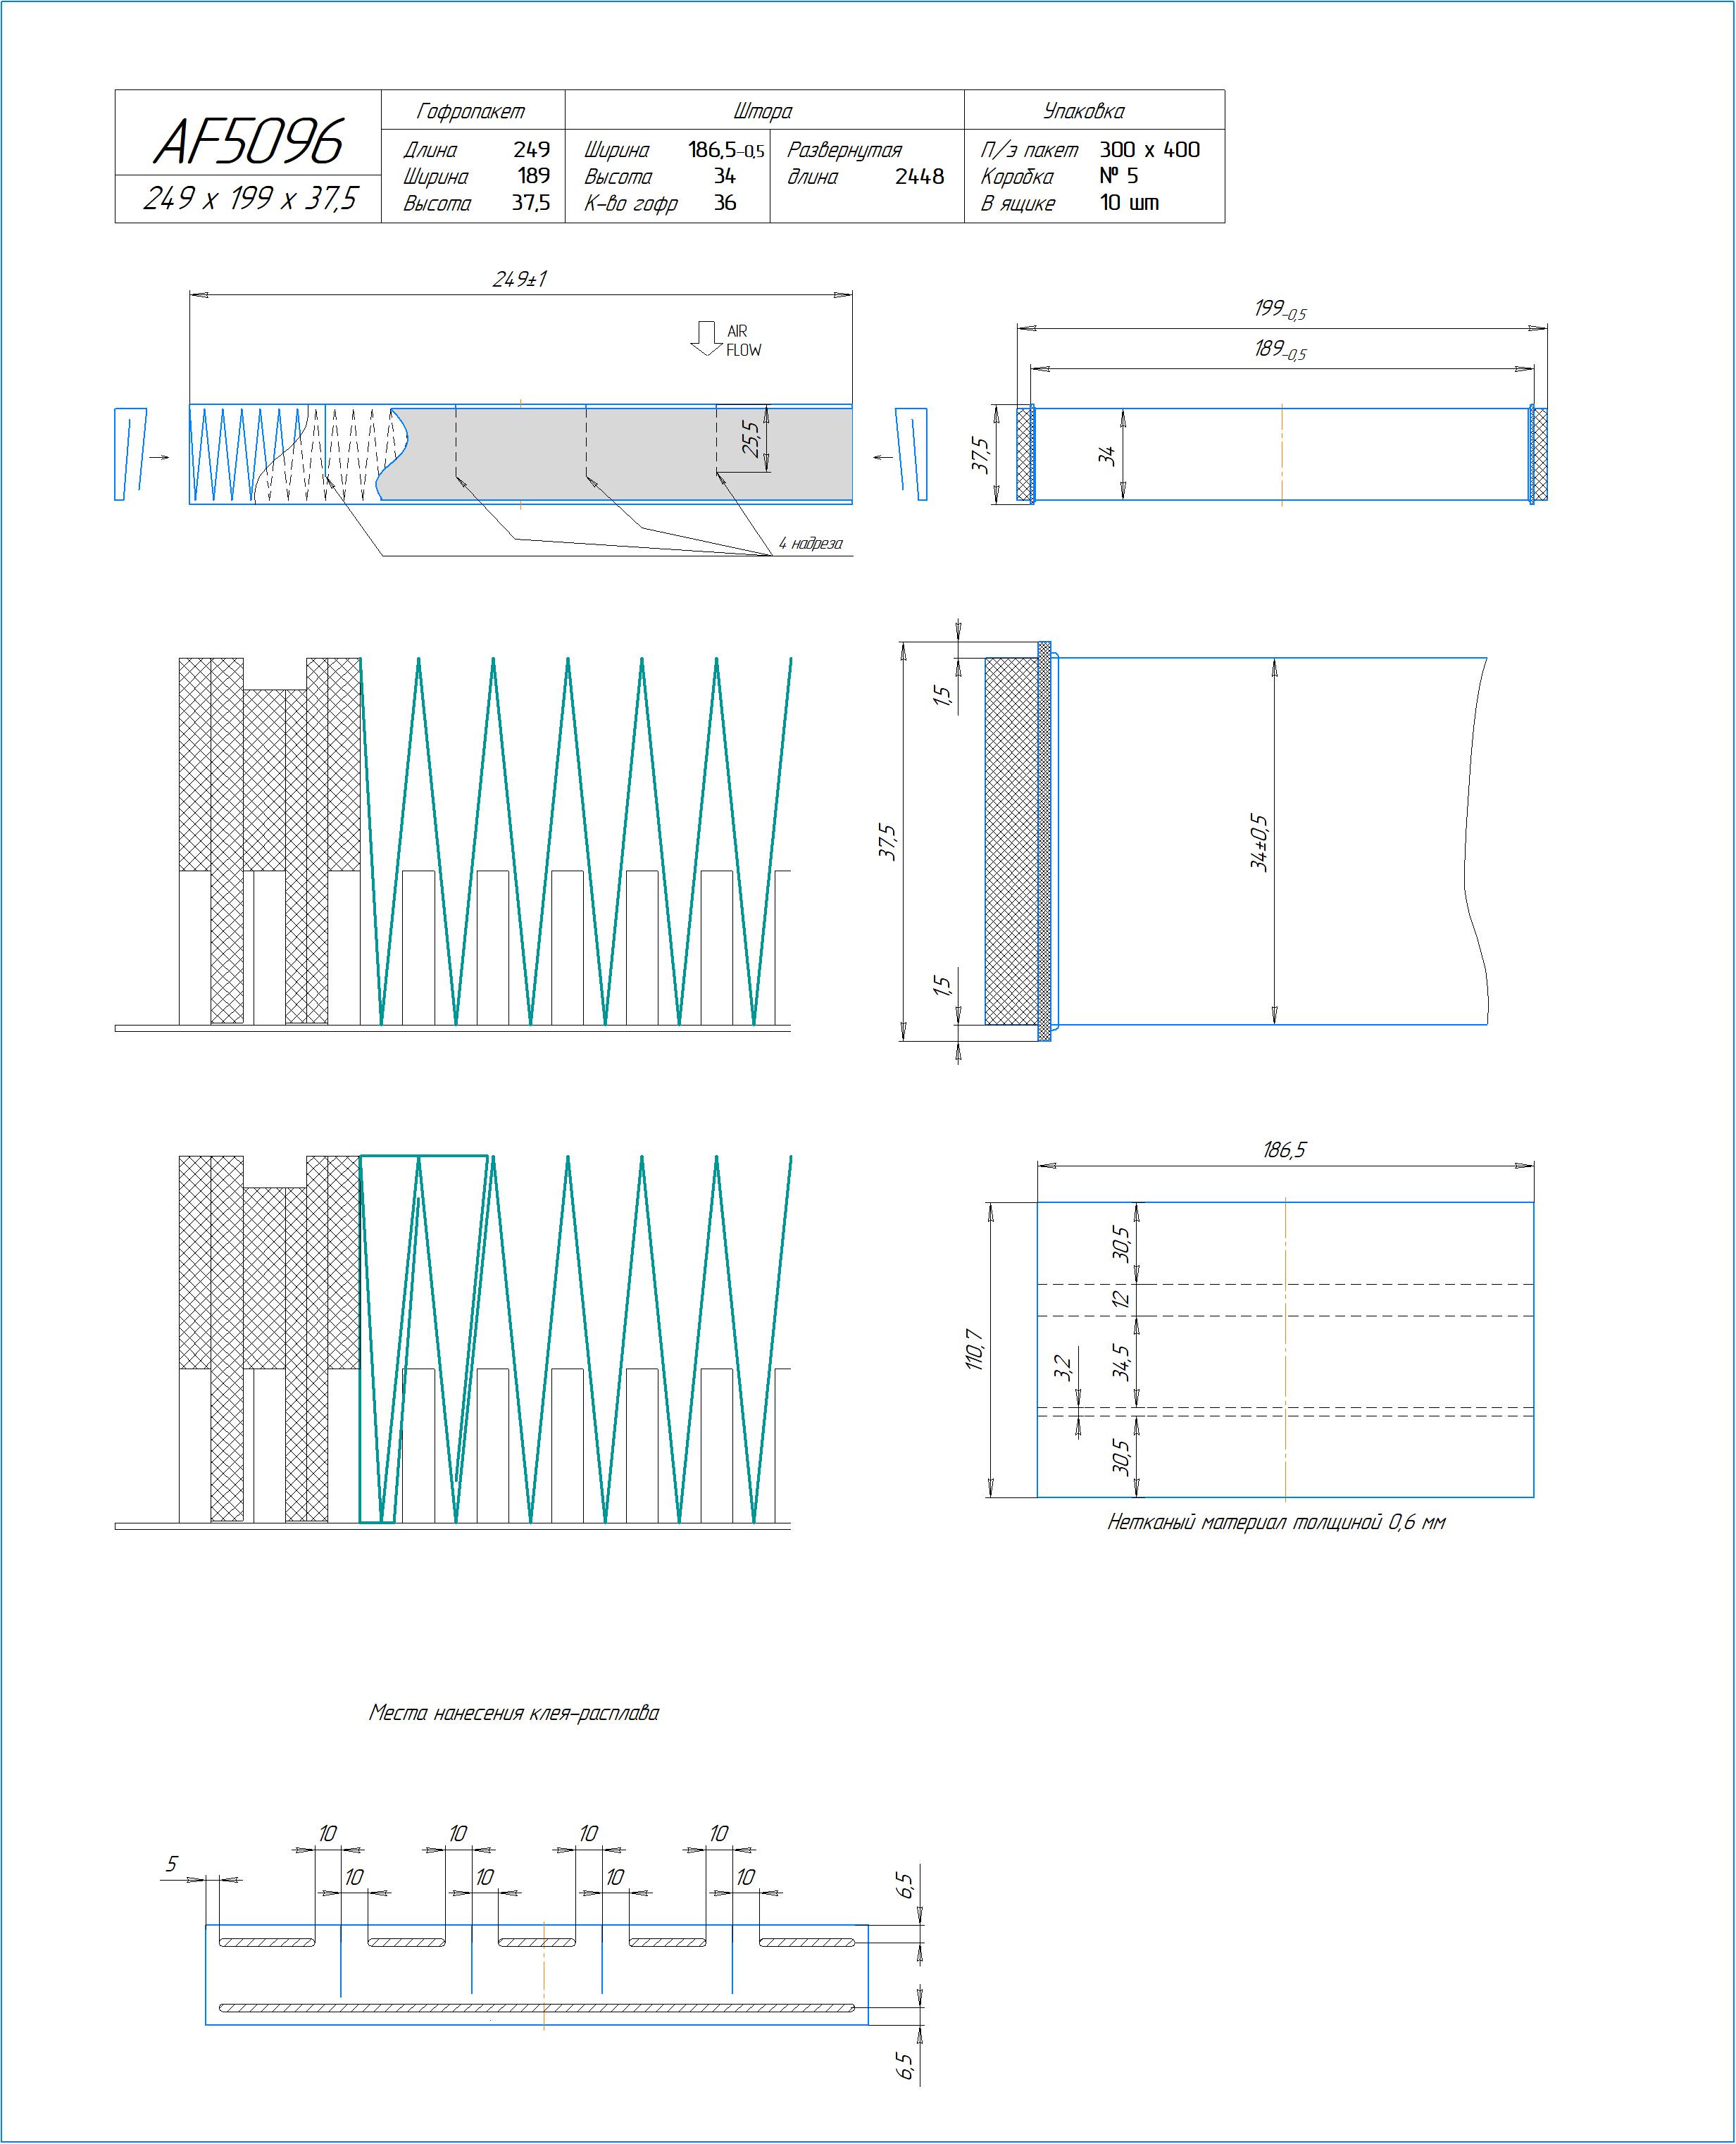 AF5096
249 x 199 x 37,5
Гофропакет
Длина 249
Ширина 189
Высота 37,5
Штора
Ширина 186,5-0,5
Высота 34
К-во гофр 36
Развернутая
длина 2448
Упаковка
П/э пакет 300 x 400
Коробка № 5
В ящике 10 шт
249±1
AIR
FLOW
25,5
4 надреза
199-0,5
189-0,5
37,5
34
1,5
37,5
34±0,5
1,5
186,5
110,7
30,5
12
34,5
3,2
30,5
Нетканый материал толщиной 0,6 мм
Места нанесения клея-расплава
10 10 10 10
5 10 10 10 10
6,5
6,5